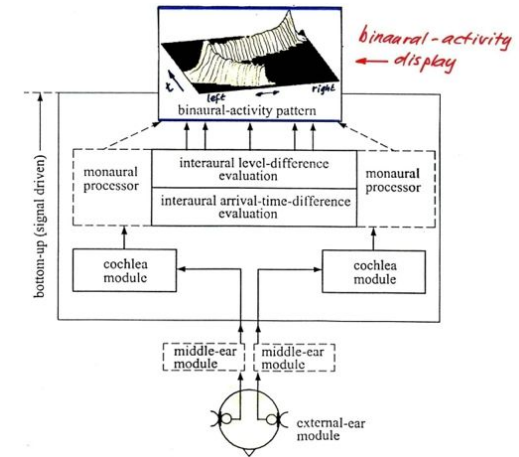 binaural-activity
display
left
right
binaural-activity pattern
bottom-up (signal driven)
monaural
processor
interaural level-difference
evaluation
interaural arrival-time-difference
evaluation
monaural
processor
cochlea
module
cochlea
module
middle-ear
module
middle-ear
module
external-ear
module